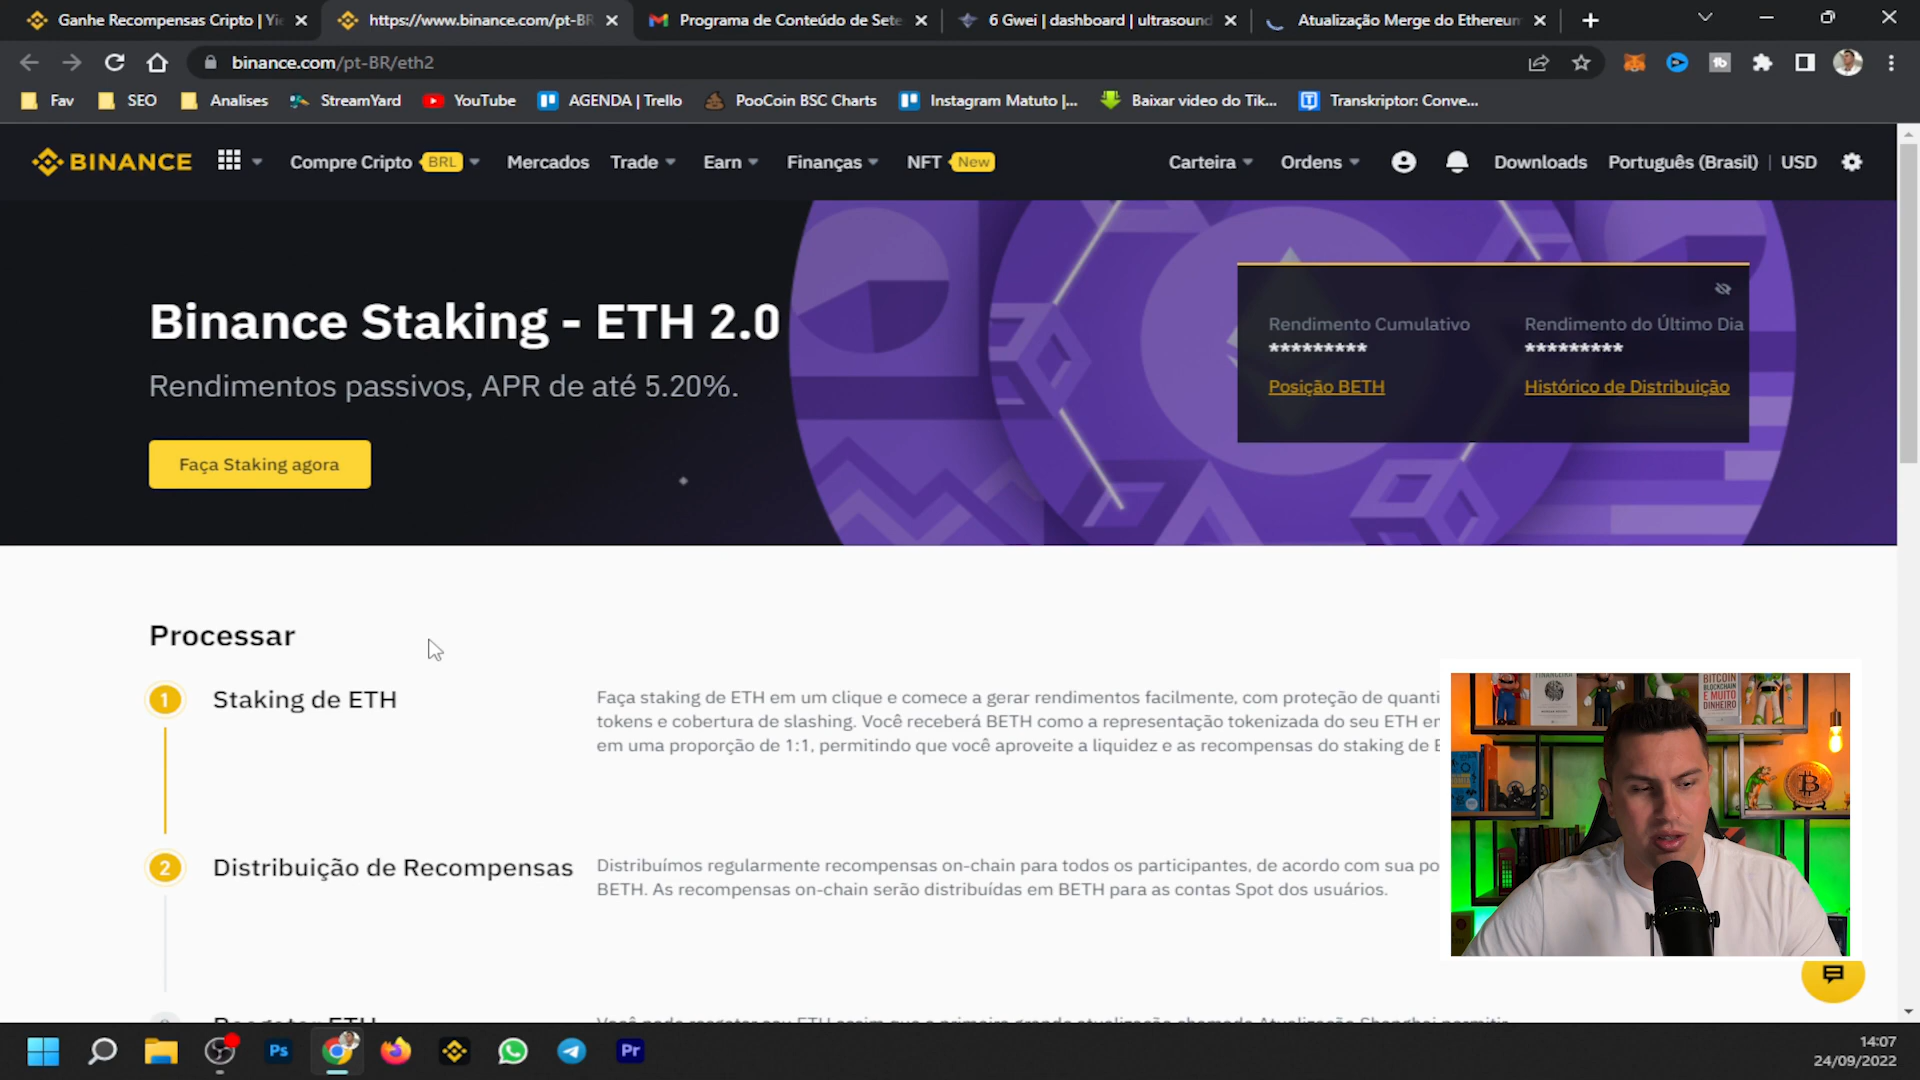 Ganhe Recompensas Cripto | Yie
https://www.binance.com/pt-BR
Programa de Conteúdo de Sete
6 Gwei | dashboard | ultrasound
Atualização Merge do Ethereum
binance.com/pt-BR/eth2
Fav
SEO
Analises
StreamYard
YouTube
AGENDA | Trello
PooCoin BSC Charts
Instagram Matuto |...
Baixar video do Tik...
Transkriptor: Conve...
BINANCE
Compre Cripto BRL
Mercados
Trade
Earn
Finanças
NFT New
Carteira
Ordens
Downloads
Português (Brasil) | USD
Binance Staking - ETH 2.0
Rendimentos passivos, APR de até 5.20%.
Faça Staking agora
Rendimento Cumulativo
*********
Posição BETH
Rendimento do Último Dia
*********
Histórico de Distribuição
Processar
1 Staking de ETH
Faça staking de ETH em um clique e comece a gerar rendimentos facilmente, com proteção de quanti
tokens e cobertura de slashing. Você receberá BETH como a representação tokenizada do seu ETH em
em uma proporção de 1:1, permitindo que você aproveite a liquidez e as recompensas do staking de E
2 Distribuição de Recompensas
Distribuímos regularmente recompensas on-chain para todos os participantes, de acordo com sua po
BETH. As recompensas on-chain serão distribuídas em BETH para as contas Spot dos usuários.
BITCOIN
BLOCKCHAIN
E MUITO
DINHEIRO
Ps
Pr
14:07
24/09/2022